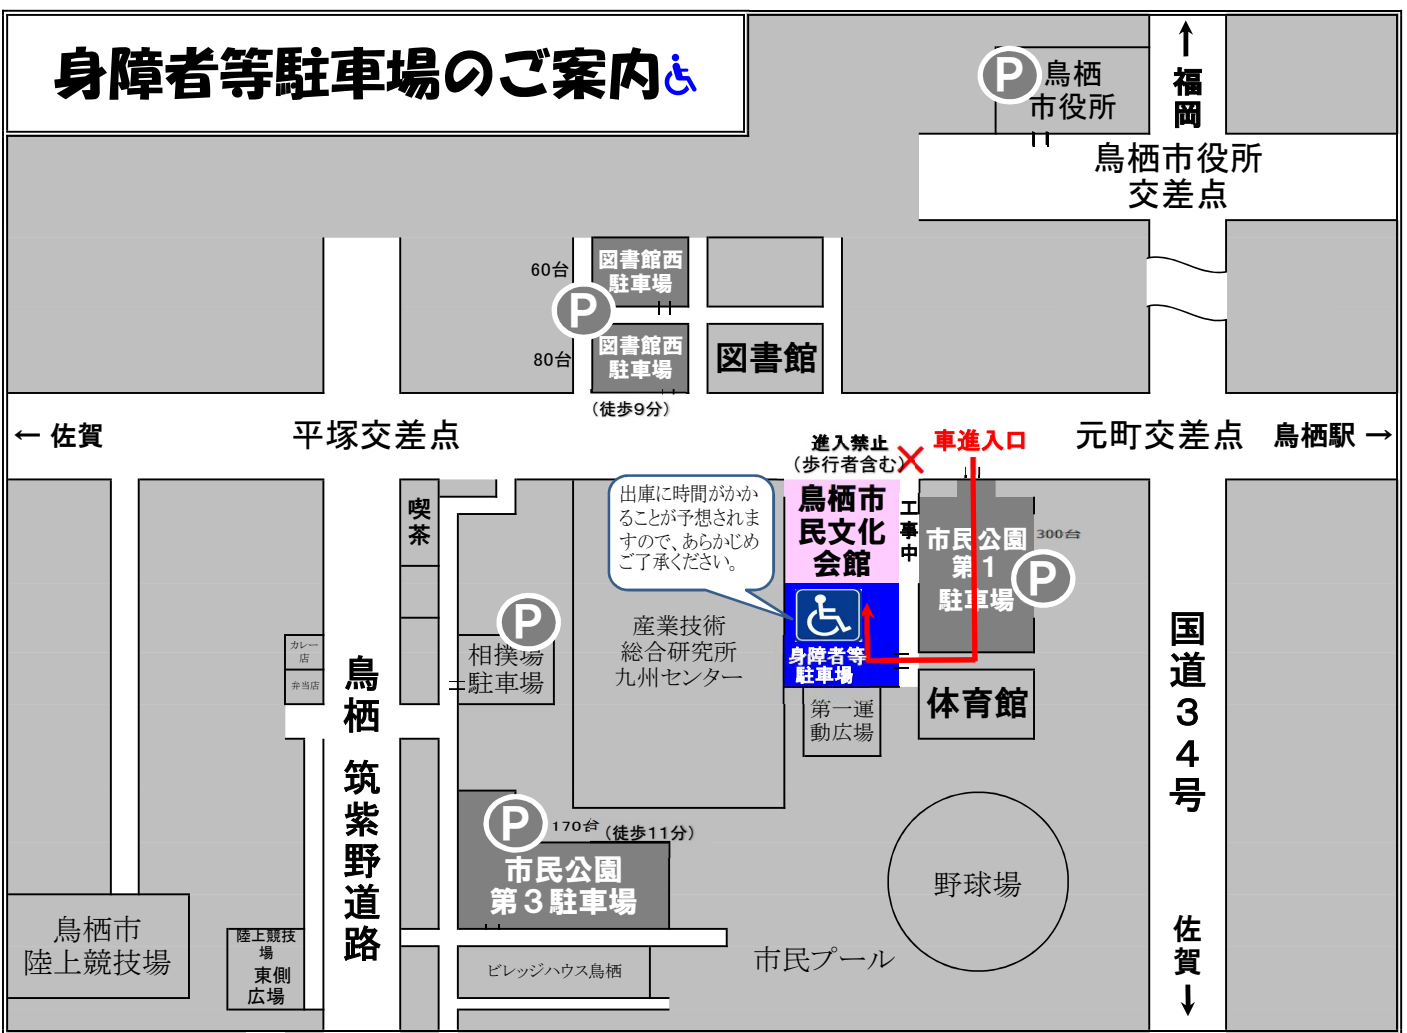 身障者等駐車場のご案内
P
鳥栖
市役所
↑
福
岡
鳥栖市役所
交差点
60台
図書館西
駐車場
P
80台
図書館西
駐車場
図書館
(徒歩9分)
← 佐賀
平塚交差点
進入禁止
(歩行者含む)
×
車進入口
元町交差点
鳥栖駅 →
喫
茶
出庫に時間がかか
ることが予想されま
すので、あらかじめ
ご了承ください。
鳥栖市
民文化
会館
工
事
中
市民公園
第1
駐車場
300台
P
カレー
店
弁当店
P
相撲場
駐車場
産業技術
総合研究所
九州センター
身障者等
駐車場
第一運
動広場
体育館
鳥
栖
筑
紫
野
道
路
国
道
3
4
号
P
170台
(徒歩11分)
市民公園
第3駐車場
野球場
鳥栖市
陸上競技場
陸上競技
場
東側
広場
ビレッジハウス鳥栖
市民プール
佐
賀
↓